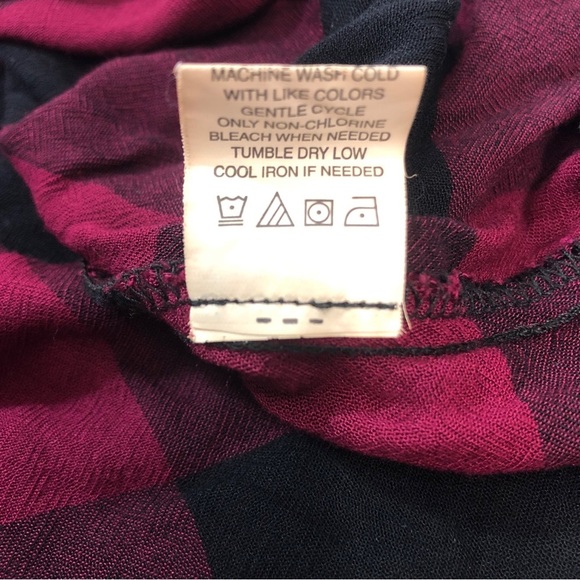 MACHINE WASH COLD
WITH LIKE COLORS
GENTLE CYCLE
ONLY NON-CHLORINE
BLEACH WHEN NEEDED
TUMBLE DRY LOW
COOL IRON IF NEEDED